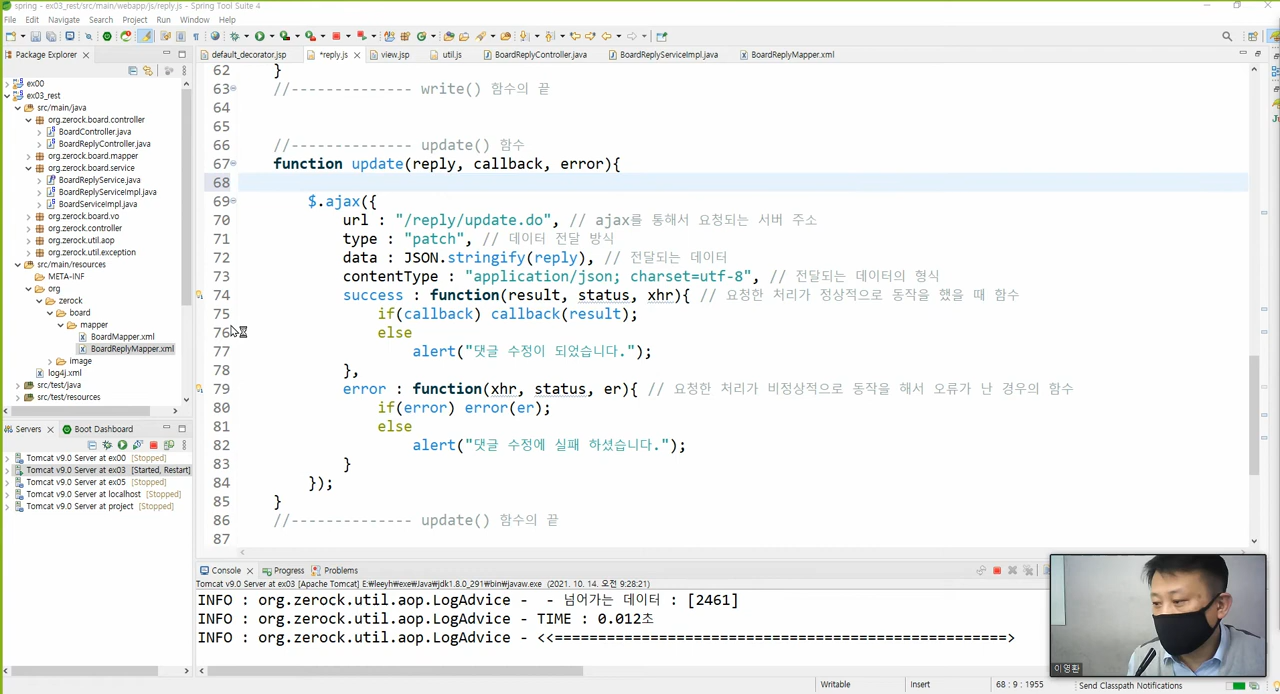 spring - ex03_rest/src/main/webapp/js/reply.js - Spring Tool Suite 4
File Edit Navigate Search Project Run Window Help
Package Explorer
ex00
ex03_rest
src/main/java
org.zerock.board.controller
BoardController.java
BoardReplyController.java
org.zerock.board.mapper
org.zerock.board.service
BoardReplyService.java
BoardReplyServiceImpl.java
BoardServiceImpl.java
org.zerock.board.vo
org.zerock.controller
org.zerock.util.aop
org.zerock.util.exception
src/main/resources
META-INF
org
zerock
board
mapper
BoardMapper.xml
BoardReplyMapper.xml
image
log4j.xml
src/test/java
src/test/resources
Servers Boot Dashboard
Tomcat v9.0 Server at ex00 [Stopped]
Tomcat v9.0 Server at ex03 [Started, Restart]
Tomcat v9.0 Server at ex05 [Stopped]
Tomcat v9.0 Server at localhost [Stopped]
Tomcat v9.0 Server at project [Stopped]
default_decorator.jsp *reply.js view.jsp util.js BoardReplyController.java BoardReplyServiceImpl.java BoardReplyMapper.xml
62 }
63 //-------------- write() 함수의 끝
64
65
66 //-------------- update() 함수
67 function update(reply, callback, error){
68
69 $.ajax({
70 url : "/reply/update.do", // ajax를 통해서 요청되는 서버 주소
71 type : "patch", // 데이터 전달 방식
72 data : JSON.stringify(reply), // 전달되는 데이터
73 contentType : "application/json; charset=utf-8", // 전달되는 데이터의 형식
74 success : function(result, status, xhr){ // 요청한 처리가 정상적으로 동작을 했을 때 함수
75 if(callback) callback(result);
76 else
77 alert("댓글 수정이 되었습니다.");
78 },
79 error : function(xhr, status, er){ // 요청한 처리가 비정상적으로 동작을 해서 오류가 난 경우의 함수
80 if(error) error(er);
81 else
82 alert("댓글 수정에 실패 하셨습니다.");
83 }
84 });
85 }
86 //-------------- update() 함수의 끝
87
Console Progress Problems
Tomcat v9.0 Server at ex03 [Apache Tomcat] E:₩leeyh₩exe₩Java₩jdk1.8.0_291₩bin₩javaw.exe (2021. 10. 14. 오전 9:28:21)
INFO : org.zerock.util.aop.LogAdvice - - 넘어가는 데이터 : [2461]
INFO : org.zerock.util.aop.LogAdvice - TIME : 0.012초
INFO : org.zerock.util.aop.LogAdvice - <<====================================================>
이영환
Writable Insert 68 : 9 : 1955 Send Classpath Notifications